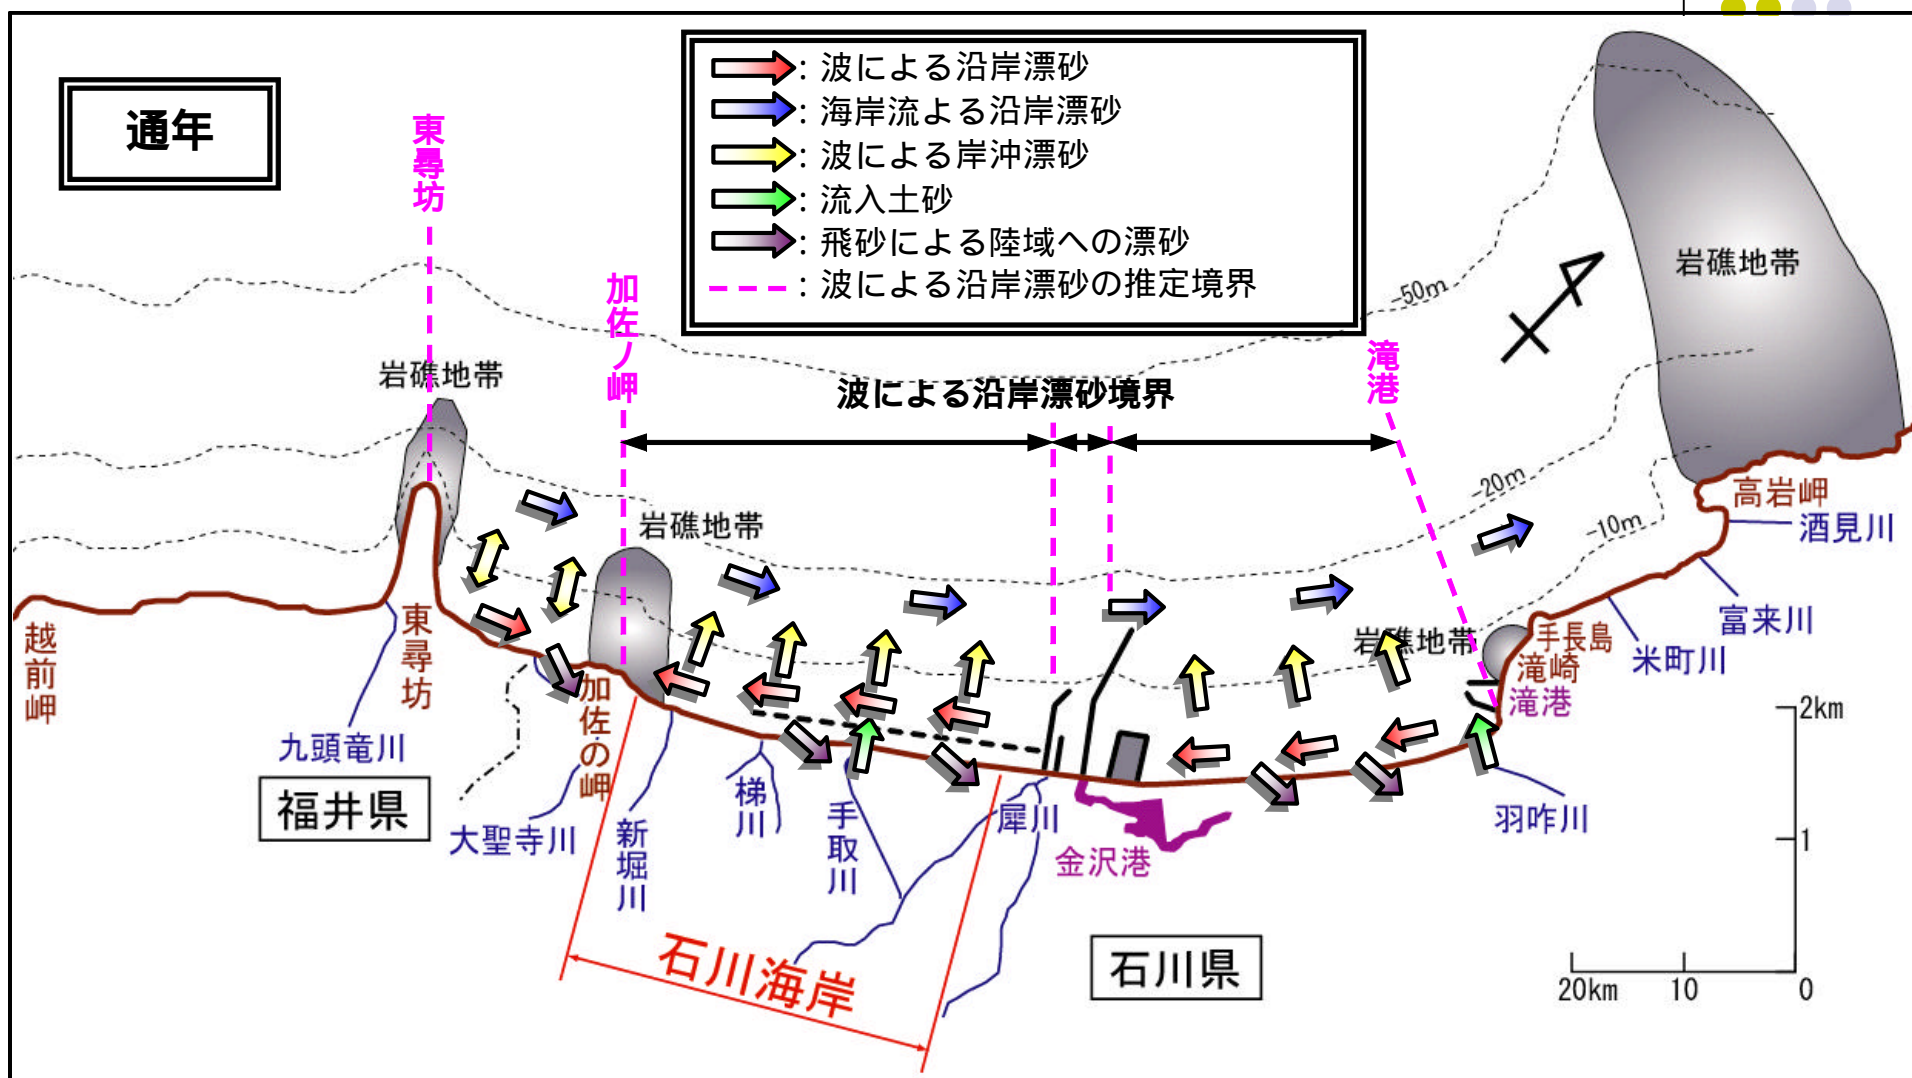 通年
: 波による沿岸漂砂
: 海岸流よる沿岸漂砂
: 波による岸沖漂砂
: 流入土砂
: 飛砂による陸域への漂砂
: 波による沿岸漂砂の推定境界
東尋坊
加佐ノ岬
滝港
岩礁地帯
-50m
岩礁地帯
波による沿岸漂砂境界
-20m
高岩岬
岩礁地帯
-10m
酒見川
越前岬
東尋坊
富来川
岩礁地帯
手長島
米町川
滝崎
加佐の岬
滝港
2km
九頭竜川
福井県
梯川
手取川
犀川
羽咋川
大聖寺川
新堀川
1
金沢港
石川海岸
石川県
20km
10
0